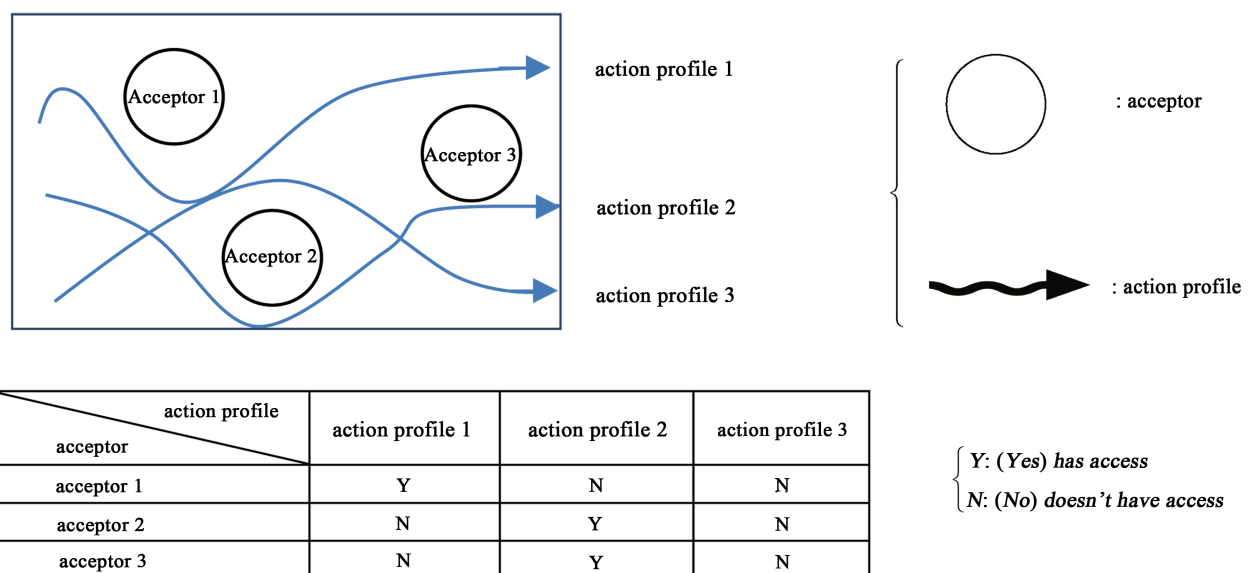 Acceptor 1
Acceptor 2
Acceptor 3
action profile 1
action profile 2
action profile 3
: acceptor
: action profile
action profile
acceptor
action profile 1
action profile 2
action profile 3
acceptor 1 Y N N
acceptor 2 N Y N
acceptor 3 N Y N
Y: (Yes) has access
N: (No) doesn't have access